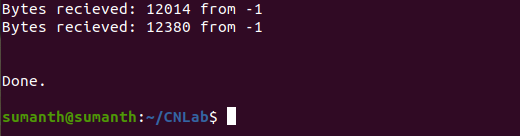 Bytes recieved: 12014 from -1
Bytes recieved: 12380 from -1
Done.
sumanth@sumanth:~/CNLab$